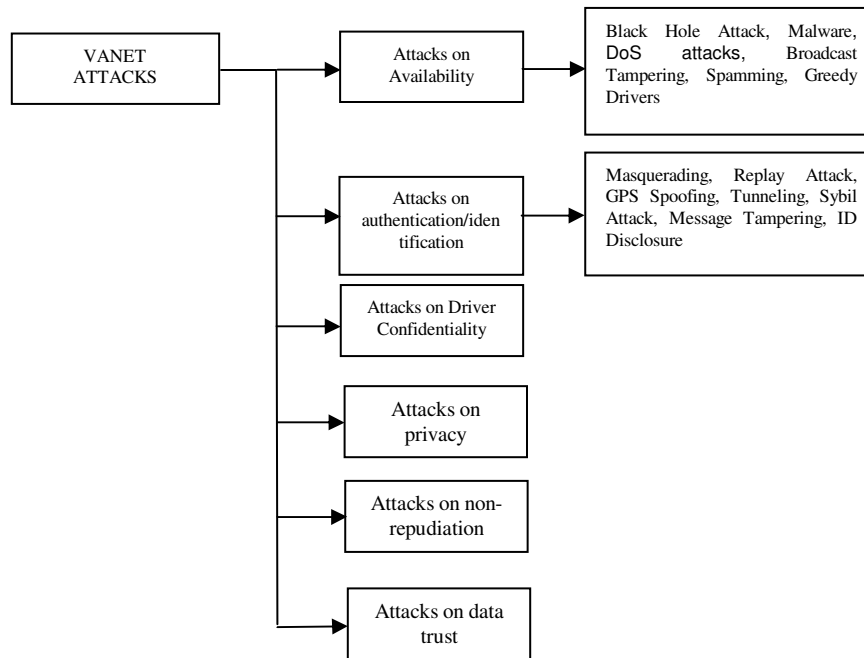 VANET
ATTACKS
Attacks on
Availability
Black Hole Attack, Malware,
DoS attacks, Broadcast
Tampering, Spamming, Greedy
Drivers
Attacks on
authentication/iden
tification
Masquerading, Replay Attack,
GPS Spoofing, Tunneling, Sybil
Attack, Message Tampering, ID
Disclosure
Attacks on Driver
Confidentiality
Attacks on
privacy
Attacks on non-
repudiation
Attacks on data
trust